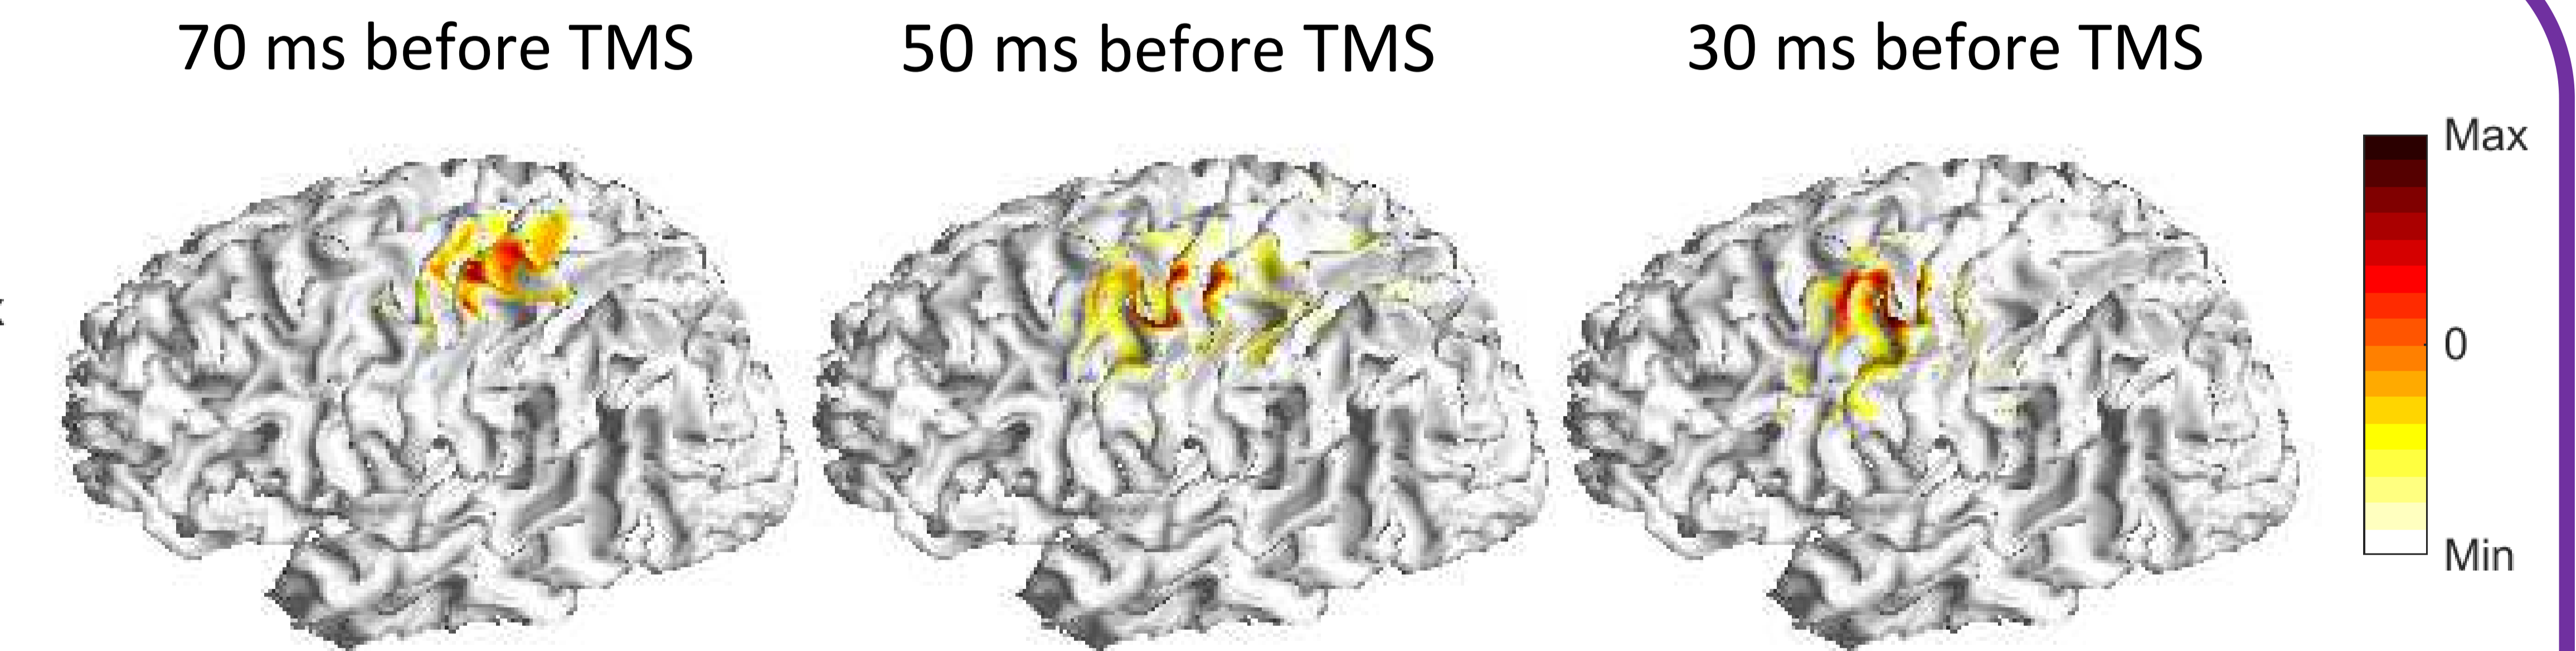 70 ms before TMS
50 ms before TMS
30 ms before TMS
Max
0
Min